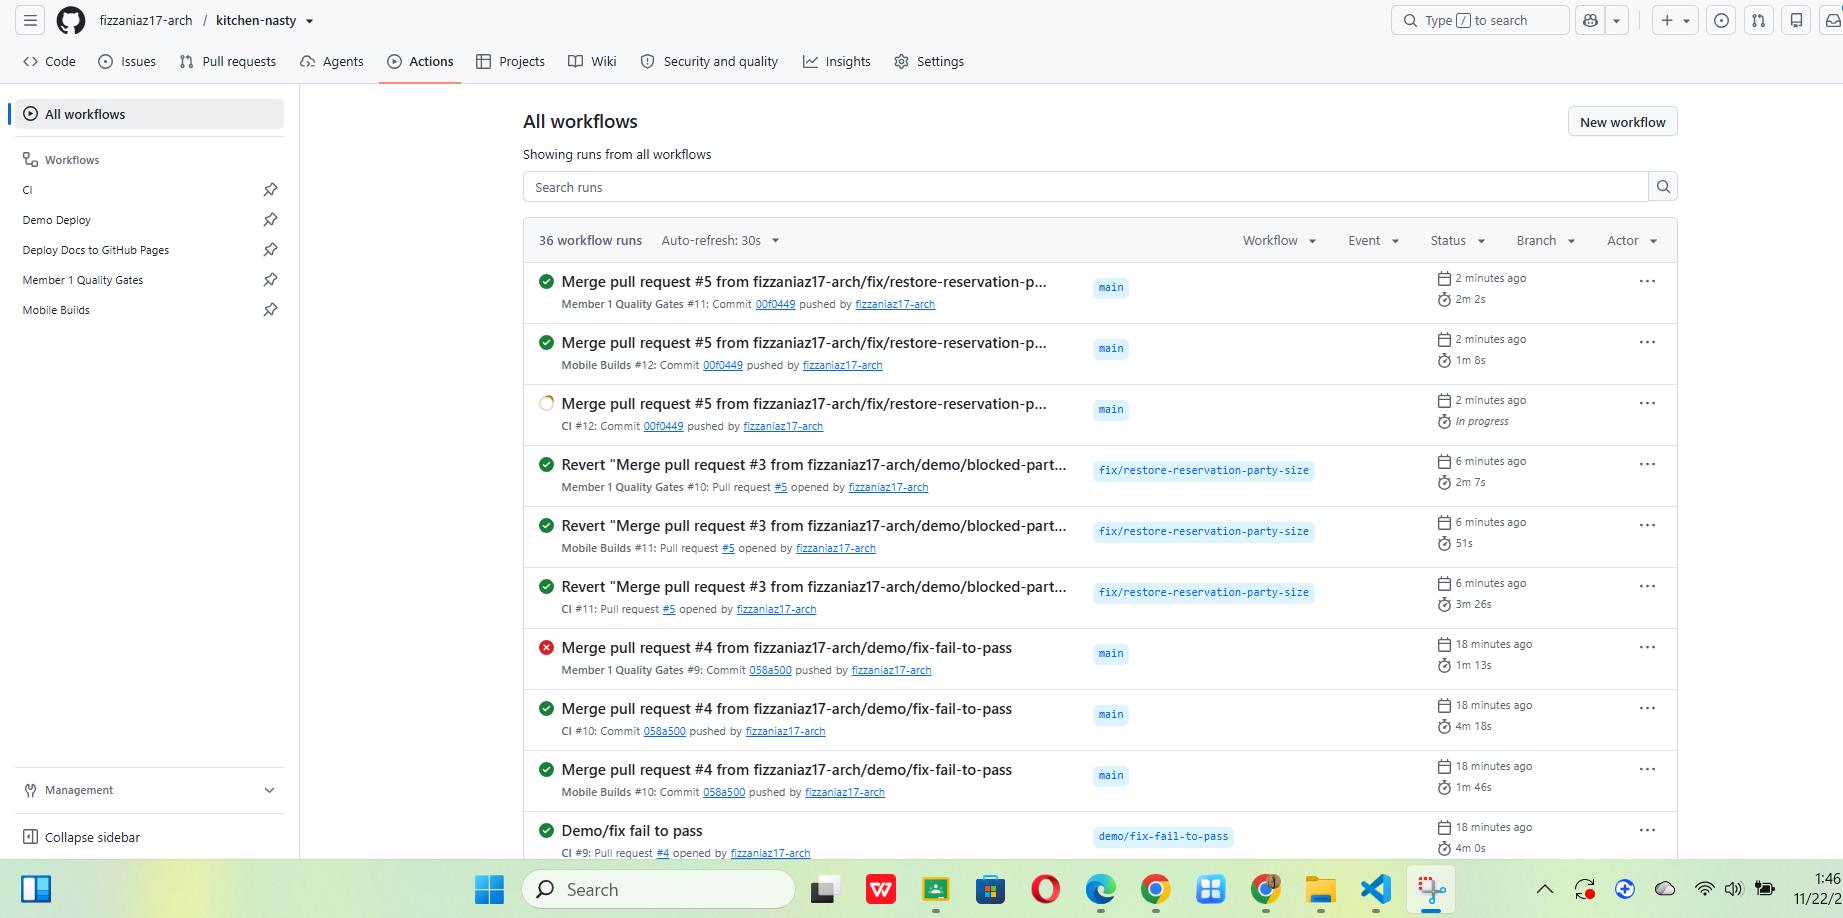 fizzaniaz17-arch / kitchen-nasty
Type / to search
Code Issues Pull requests Agents Actions Projects Wiki Security and quality Insights Settings
All workflows
Workflows
CI
Demo Deploy
Deploy Docs to GitHub Pages
Member 1 Quality Gates
Mobile Builds
Management
Collapse sidebar
All workflows
New workflow
Showing runs from all workflows
Search runs
36 workflow runs Auto-refresh: 30s Workflow Event Status Branch Actor
Merge pull request #5 from fizzaniaz17-arch/fix/restore-reservation-p... main 2 minutes ago
Member 1 Quality Gates #11: Commit 00f0449 pushed by fizzaniaz17-arch 2m 2s
Merge pull request #5 from fizzaniaz17-arch/fix/restore-reservation-p... main 2 minutes ago
Mobile Builds #12: Commit 00f0449 pushed by fizzaniaz17-arch 1m 8s
Merge pull request #5 from fizzaniaz17-arch/fix/restore-reservation-p... main 2 minutes ago
CI #12: Commit 00f0449 pushed by fizzaniaz17-arch In progress
Revert "Merge pull request #3 from fizzaniaz17-arch/demo/blocked-part... fix/restore-reservation-party-size 6 minutes ago
Member 1 Quality Gates #10: Pull request #5 opened by fizzaniaz17-arch 2m 7s
Revert "Merge pull request #3 from fizzaniaz17-arch/demo/blocked-part... fix/restore-reservation-party-size 6 minutes ago
Mobile Builds #11: Pull request #5 opened by fizzaniaz17-arch 51s
Revert "Merge pull request #3 from fizzaniaz17-arch/demo/blocked-part... fix/restore-reservation-party-size 6 minutes ago
CI #11: Pull request #5 opened by fizzaniaz17-arch 3m 26s
Merge pull request #4 from fizzaniaz17-arch/demo/fix-fail-to-pass main 18 minutes ago
Member 1 Quality Gates #9: Commit 058a500 pushed by fizzaniaz17-arch 1m 13s
Merge pull request #4 from fizzaniaz17-arch/demo/fix-fail-to-pass main 18 minutes ago
CI #10: Commit 058a500 pushed by fizzaniaz17-arch 4m 18s
Merge pull request #4 from fizzaniaz17-arch/demo/fix-fail-to-pass main 18 minutes ago
Mobile Builds #10: Commit 058a500 pushed by fizzaniaz17-arch 1m 46s
Demo/fix fail to pass demo/fix-fail-to-pass 18 minutes ago
CI #9: Pull request #4 opened by fizzaniaz17-arch 4m 0s
Search
W
1:46
11/22/2